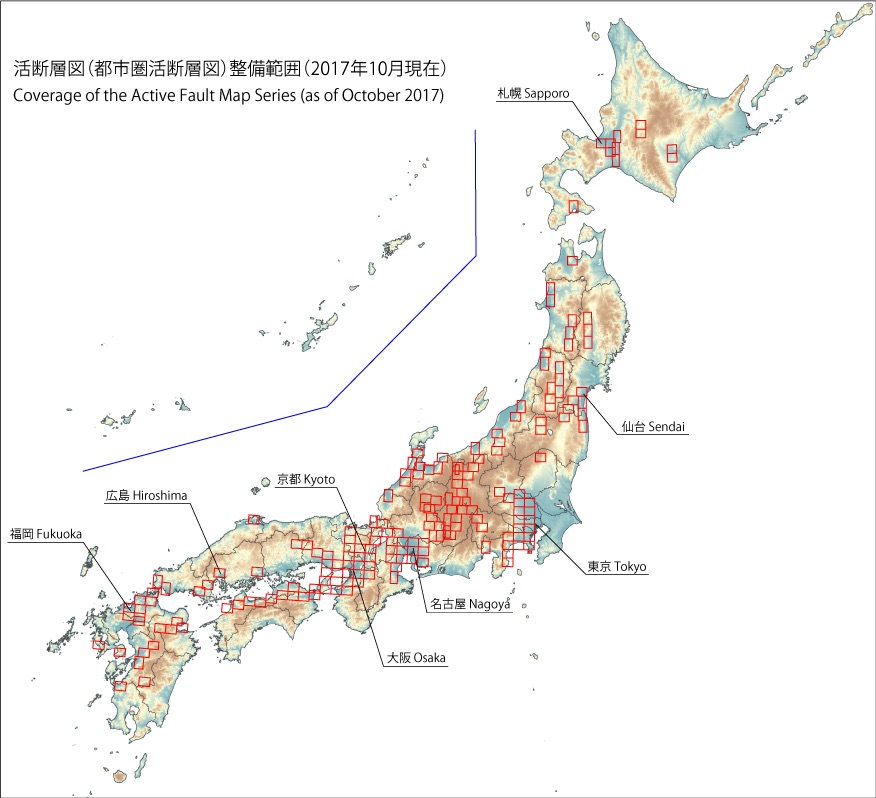 活断層図（都市圏活断層図）整備範囲（2017年10月現在）
Coverage of the Active Fault Map Series (as of October 2017)
札幌 Sapporo
仙台 Sendai
京都 Kyoto
広島 Hiroshima
福岡 Fukuoka
東京 Tokyo
名古屋 Nagoya
大阪 Osaka